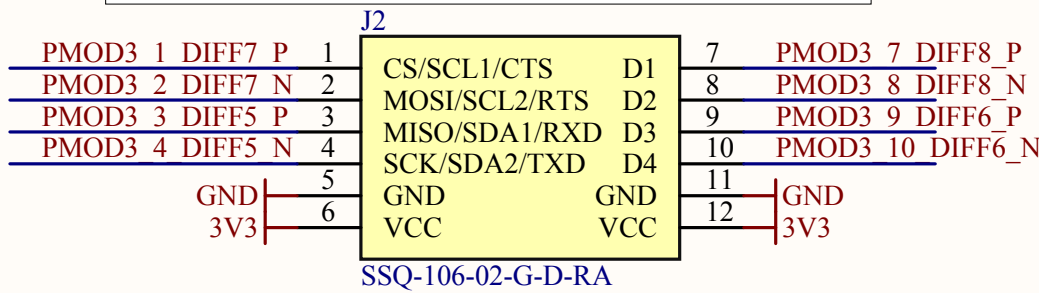 J2
PMOD3_1_DIFF7_P 1 CS/SCL1/CTS D1 7 PMOD3_7_DIFF8_P
PMOD3_2_DIFF7_N 2 MOSI/SCL2/RTS D2 8 PMOD3_8_DIFF8_N
PMOD3_3_DIFF5_P 3 MISO/SDA1/RXD D3 9 PMOD3_9_DIFF6_P
PMOD3_4_DIFF5_N 4 SCK/SDA2/TXD D4 10 PMOD3_10_DIFF6_N
GND 5 GND GND 11 GND
3V3 6 VCC VCC 12 3V3
SSQ-106-02-G-D-RA